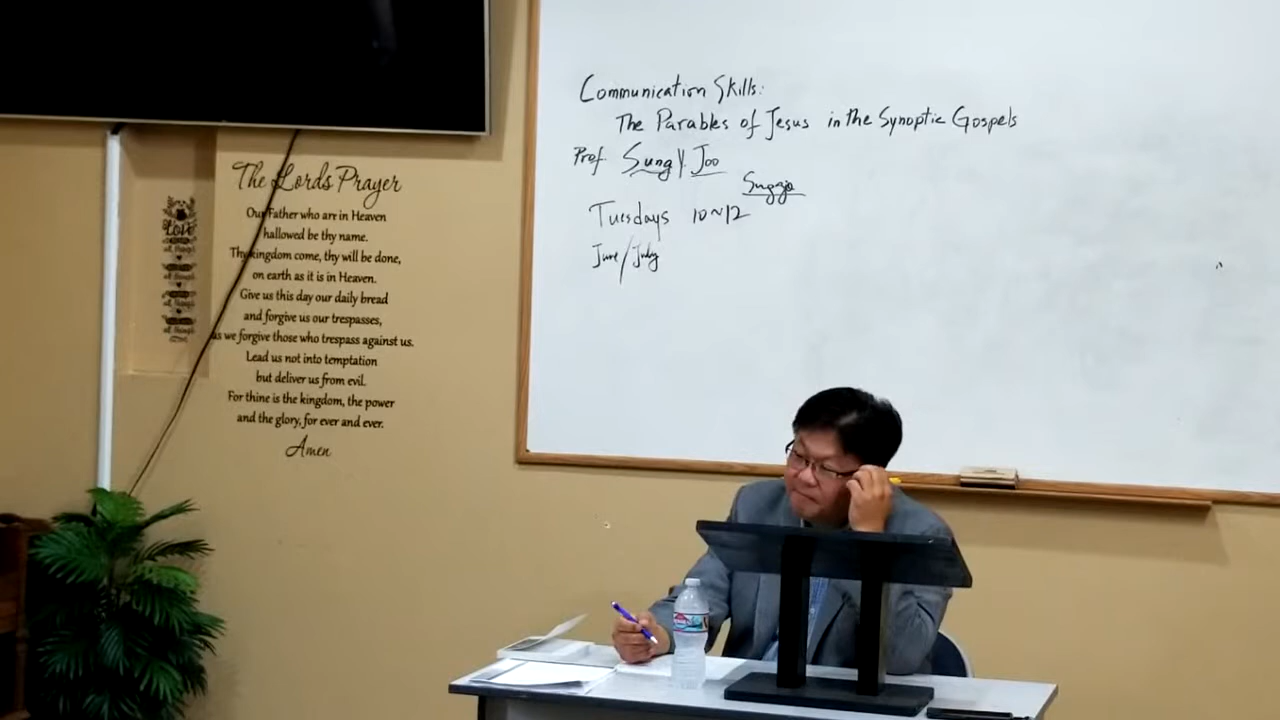 The Lords Prayer
Our Father who are in Heaven
hallowed be thy name.
Thy kingdom come, thy will be done,
on earth as it is in Heaven.
Give us this day our daily bread
and forgive us our trespasses,
as we forgive those who trespass against us.
Lead us not into temptation
but deliver us from evil.
For thine is the kingdom, the power
and the glory, for ever and ever.
Amen
Love
Communication Skills:
The Parables of Jesus in the Synoptic Gospels
Prof. Sung Y. Joo
Tuesdays 10~12
June/July